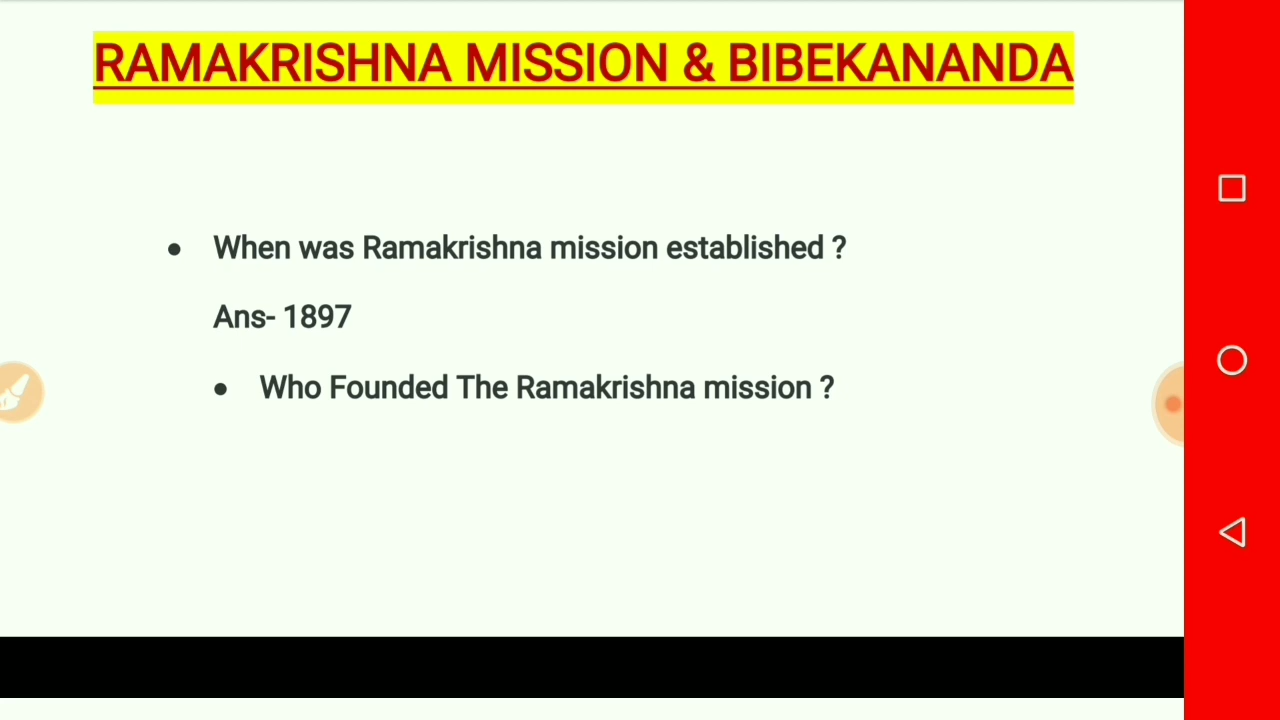 RAMAKRISHNA MISSION & BIBEKANANDA
● When was Ramakrishna mission established ?
Ans- 1897
● Who Founded The Ramakrishna mission ?